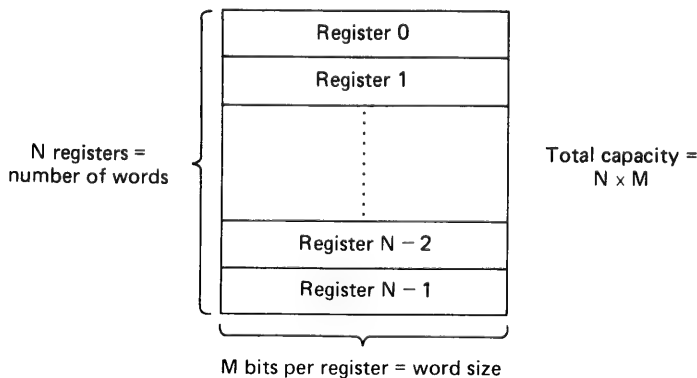 Register 0
Register 1
N registers =
number of words
Total capacity =
N x M
Register N − 2
Register N − 1
M bits per register = word size